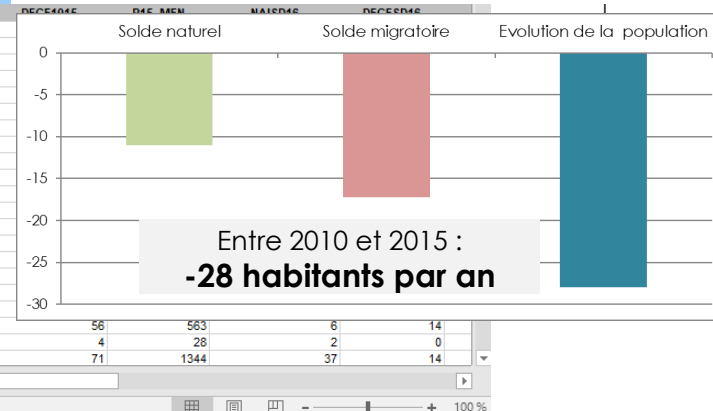 DECE1015 P15_MEN NAISD16 DECESD16
Solde naturel Solde migratoire Evolution de la population
0
-5
-10
-15
-20
-25
-30
Entre 2010 et 2015 :
-28 habitants par an
56 563 6 14
4 28 2 0
71 1344 37 14
100 %